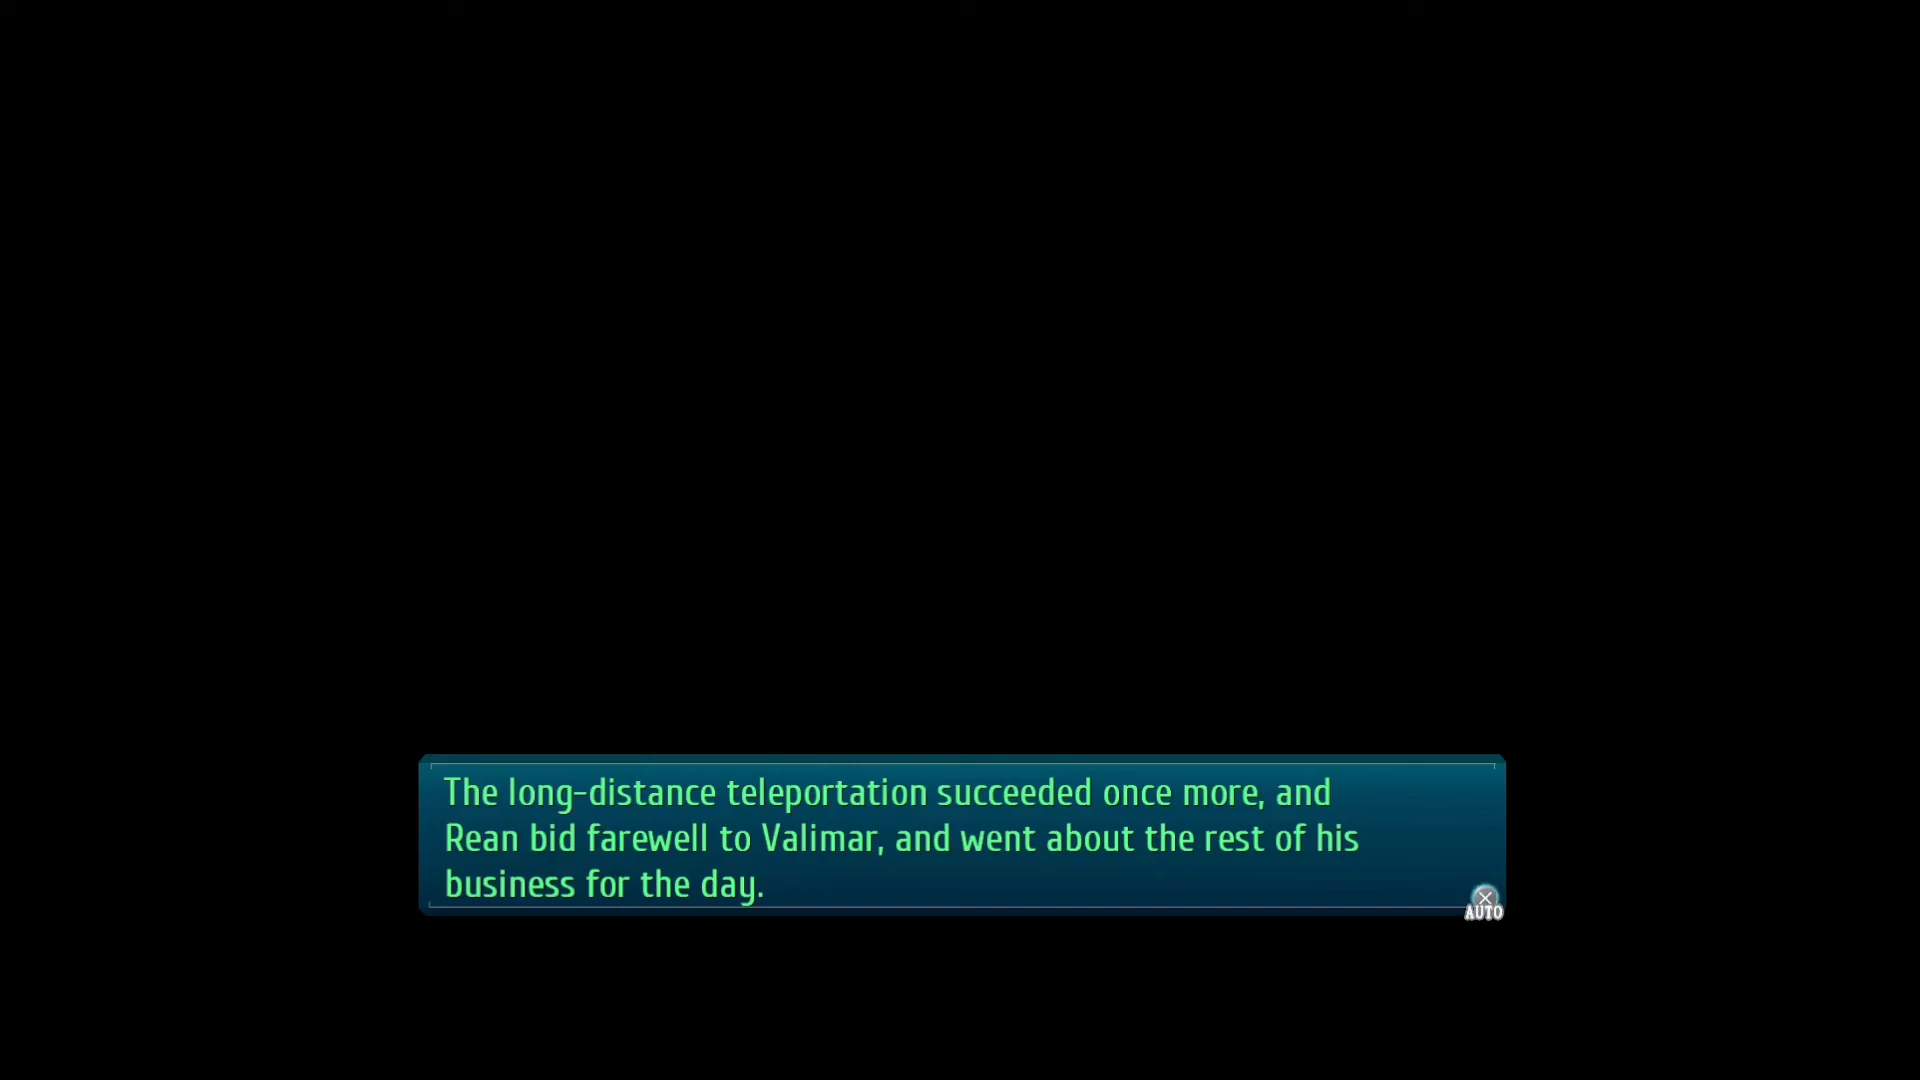 The long-distance teleportation succeeded once more, and
Rean bid farewell to Valimar, and went about the rest of his
business for the day.
AUTO